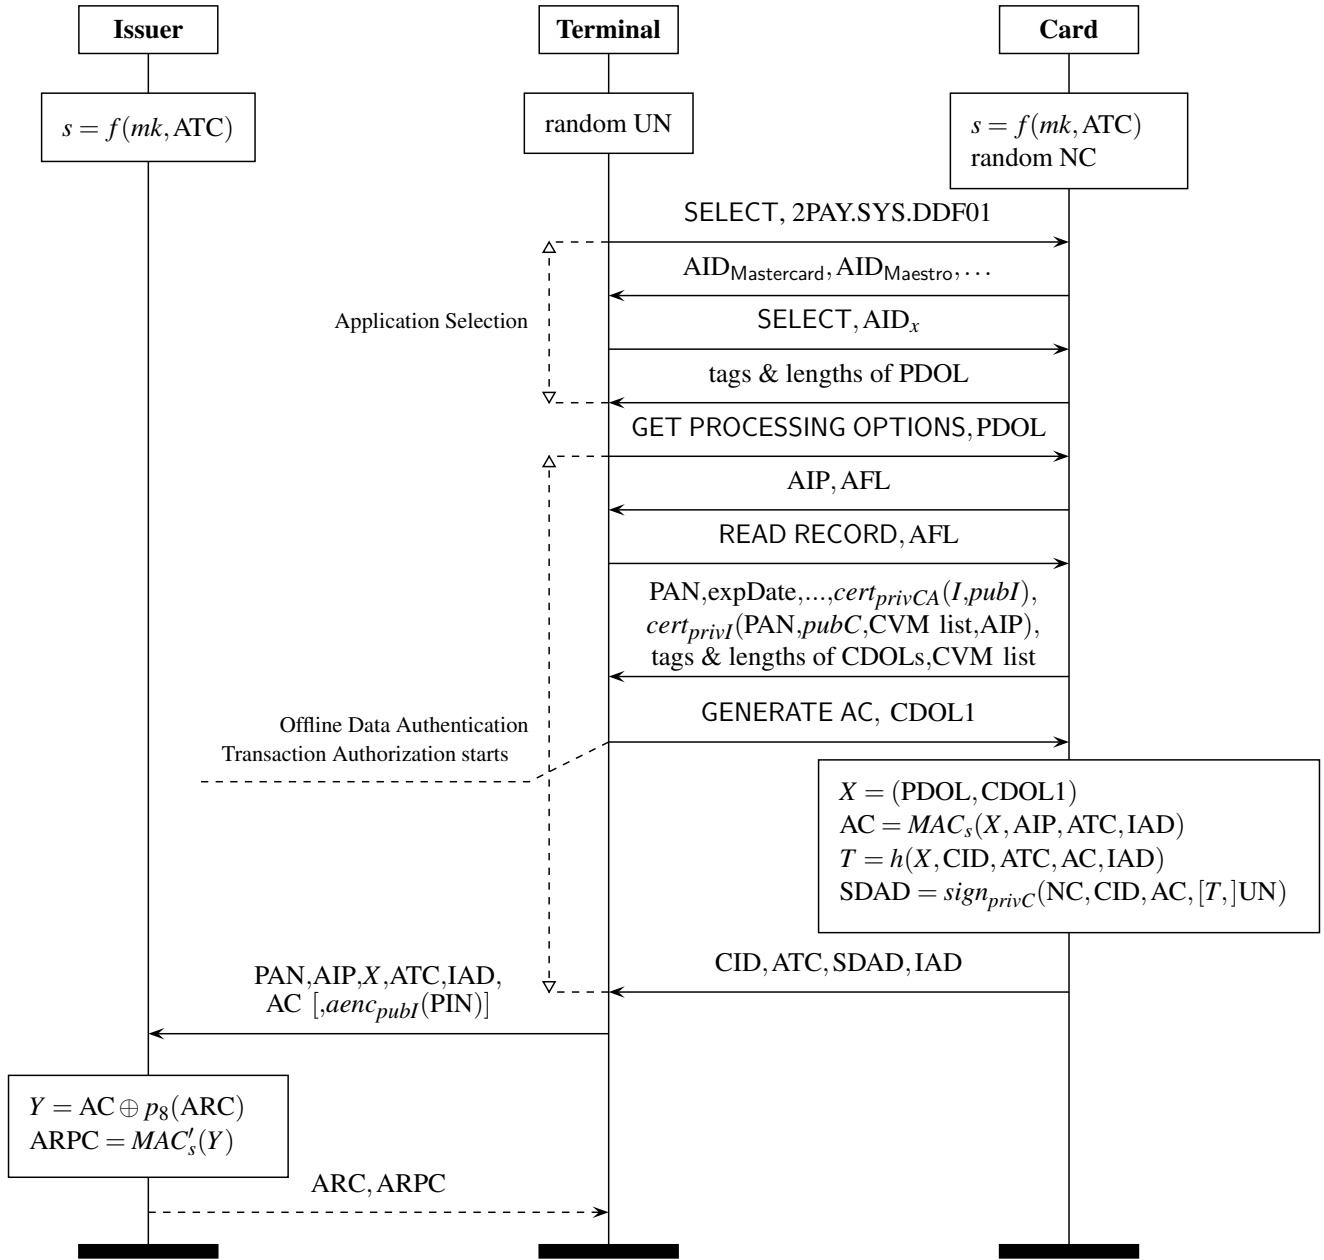 Issuer
Terminal
Card
s = f(mk, ATC)
random UN
s = f(mk, ATC)
random NC
SELECT, 2PAY.SYS.DDF01
AID_Mastercard, AID_Maestro, …
Application Selection
SELECT, AID_x
tags & lengths of PDOL
GET PROCESSING OPTIONS, PDOL
AIP, AFL
READ RECORD, AFL
PAN,expDate,...,cert_privCA(I,pubI),
cert_privI(PAN,pubC,CVM list,AIP),
tags & lengths of CDOLs,CVM list
GENERATE AC, CDOL1
Offline Data Authentication
Transaction Authorization starts
X = (PDOL, CDOL1)
AC = MAC_s(X, AIP, ATC, IAD)
T = h(X, CID, ATC, AC, IAD)
SDAD = sign_privC(NC, CID, AC, [T, ]UN)
CID, ATC, SDAD, IAD
PAN,AIP,X,ATC,IAD,
AC [,aenc_pubI(PIN)]
Y = AC ⊕ p₈(ARC)
ARPC = MAC′_s(Y)
ARC, ARPC